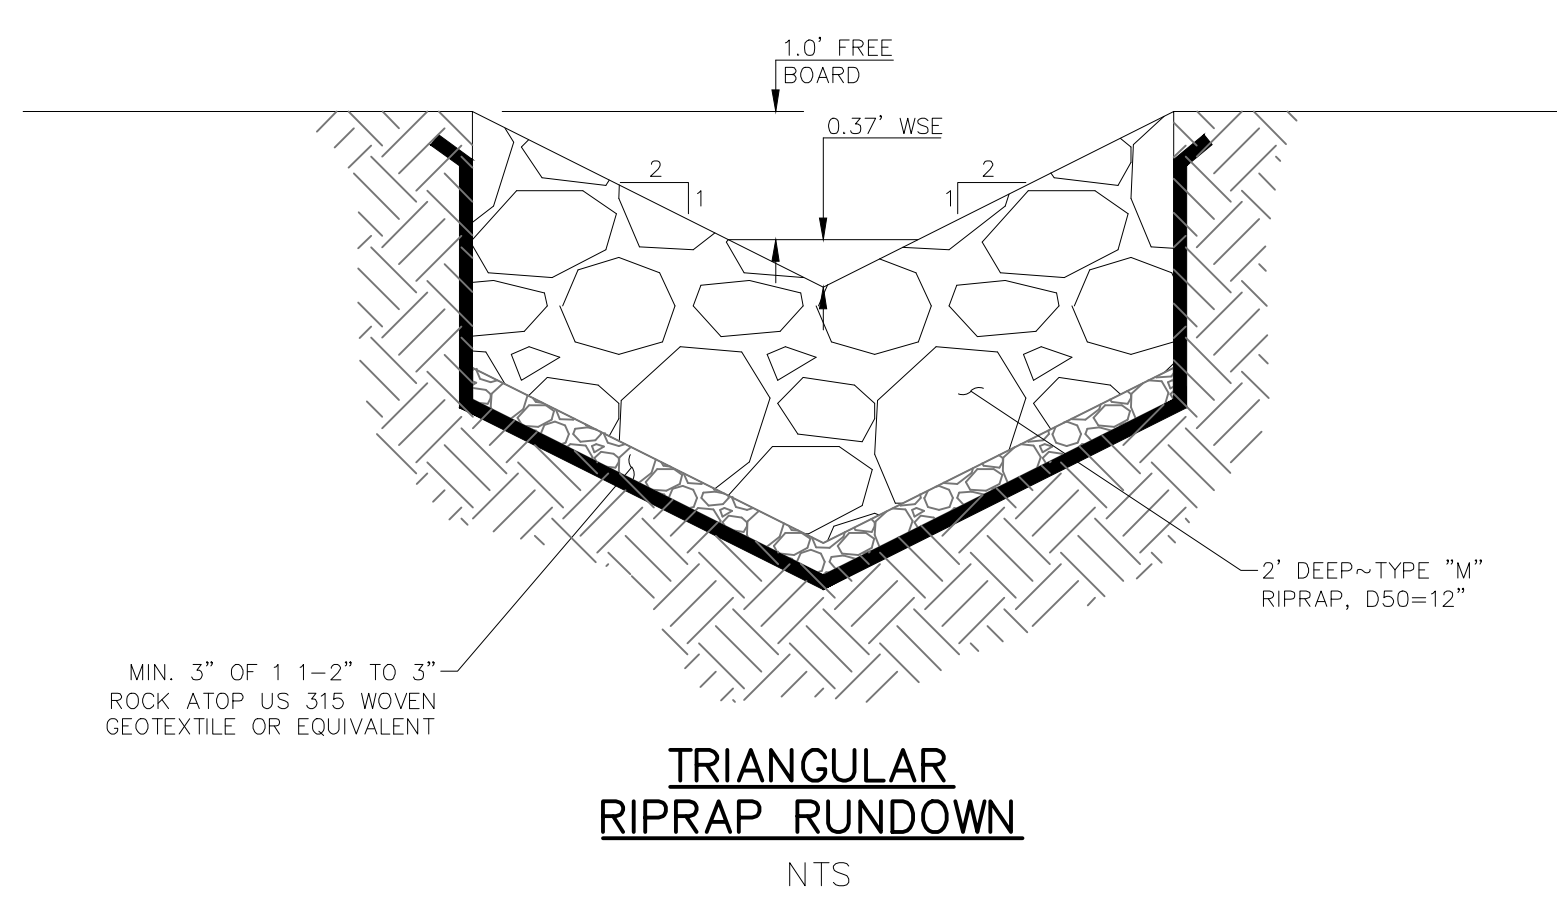 1.0' FREE
BOARD
0.37' WSE
2
1
2
1
2' DEEP~TYPE "M"
RIPRAP, D50=12"
MIN. 3" OF 1 1-2" TO 3"
ROCK ATOP US 315 WOVEN
GEOTEXTILE OR EQUIVALENT
TRIANGULAR
RIPRAP RUNDOWN
NTS